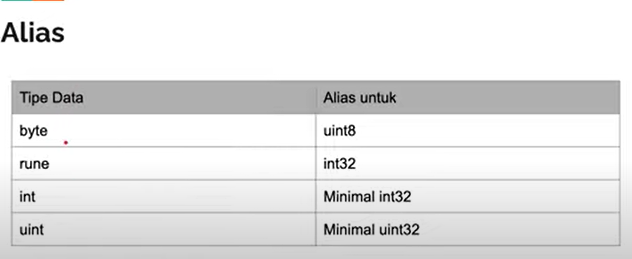 Alias
Tipe Data Alias untuk
byte uint8
rune int32
int Minimal int32
uint Minimal uint32